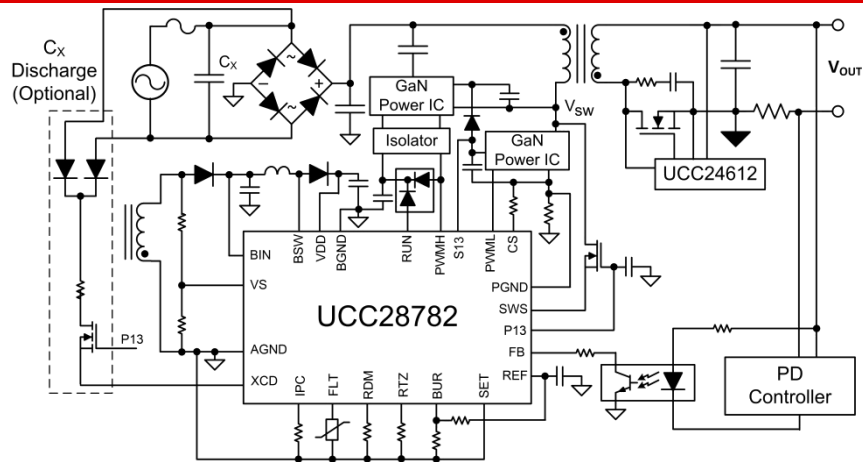 C_X
Discharge
(Optional)
C_X
~
−
+
~
GaN
Power IC
Isolator
V_SW
GaN
Power IC
V_OUT
UCC24612
BIN
BSW
VDD
BGND
RUN
PWMH
S13
PWML
CS
VS
PGND
SWS
UCC28782
P13
P13
AGND
FB
XCD
REF
IPC
FLT
RDM
RTZ
BUR
SET
PD
Controller